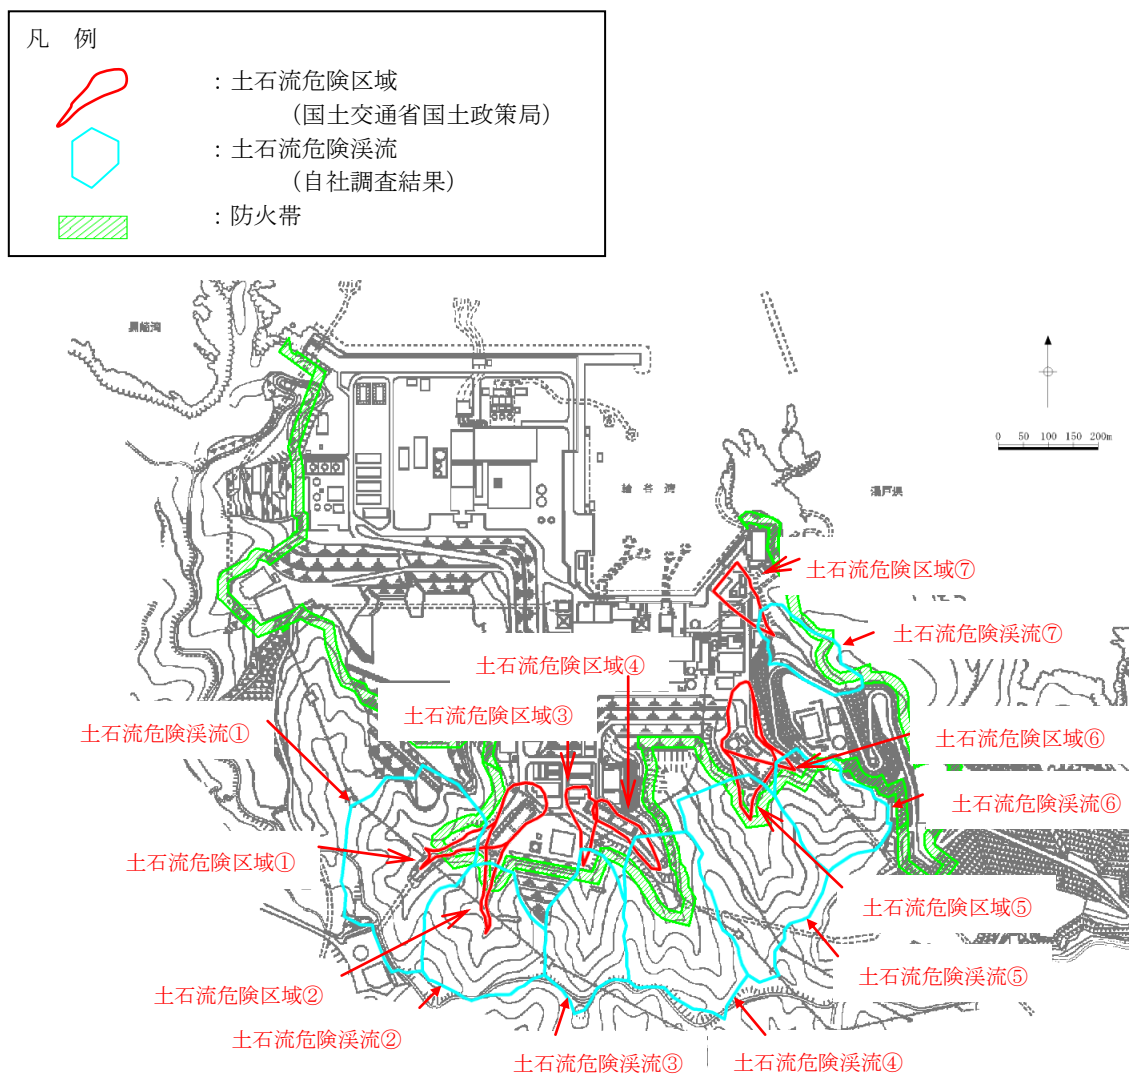 凡 例
：土石流危険区域
（国土交通省国土政策局）
：土石流危険渓流
（自社調査結果）
：防火帯
0 50 100 150 200m
輪谷湾
土石流危険区域⑦
土石流危険渓流⑦
土石流危険区域④
土石流危険区域③
土石流危険渓流①
土石流危険区域⑥
土石流危険渓流⑥
土石流危険区域①
土石流危険区域⑤
土石流危険渓流⑤
土石流危険区域②
土石流危険渓流②
土石流危険渓流③
土石流危険渓流④